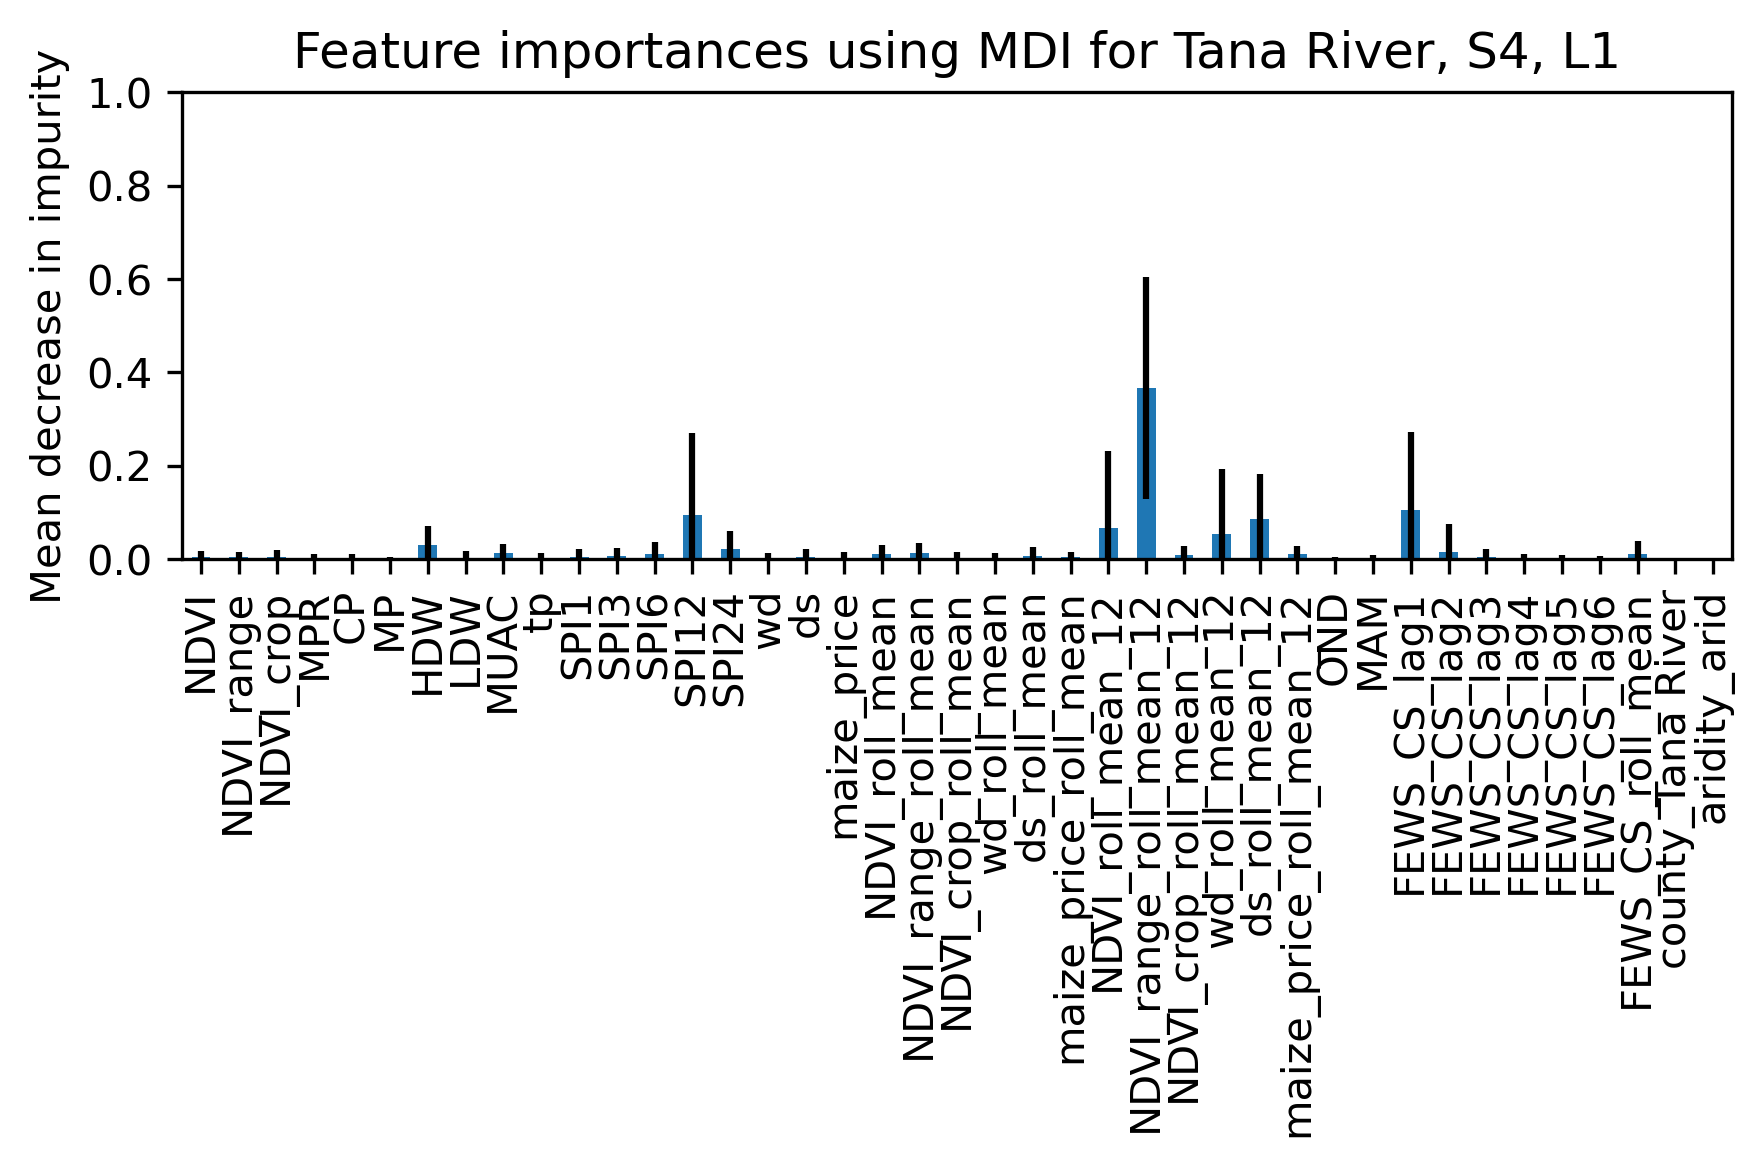 Feature importances using MDI for Tana River, S4, L1
Mean decrease in impurity
1.0
0.8
0.6
0.4
0.2
0.0
NDVI
NDVI_range
NDVI_crop
MPR
CP
MP
HDW
LDW
MUAC
tp
SPI1
SPI3
SPI6
SPI12
SPI24
wd
ds
maize_price
NDVI_roll_mean
NDVI_range_roll_mean
NDVI_crop_roll_mean
wd_roll_mean
ds_roll_mean
maize_price_roll_mean
NDVI_roll_mean_12
NDVI_range_roll_mean_12
NDVI_crop_roll_mean_12
wd_roll_mean_12
ds_roll_mean_12
maize_price_roll_mean_12
OND
MAM
FEWS_CS_lag1
FEWS_CS_lag2
FEWS_CS_lag3
FEWS_CS_lag4
FEWS_CS_lag5
FEWS_CS_lag6
FEWS_CS_roll_mean
county_Tana River
aridity_arid